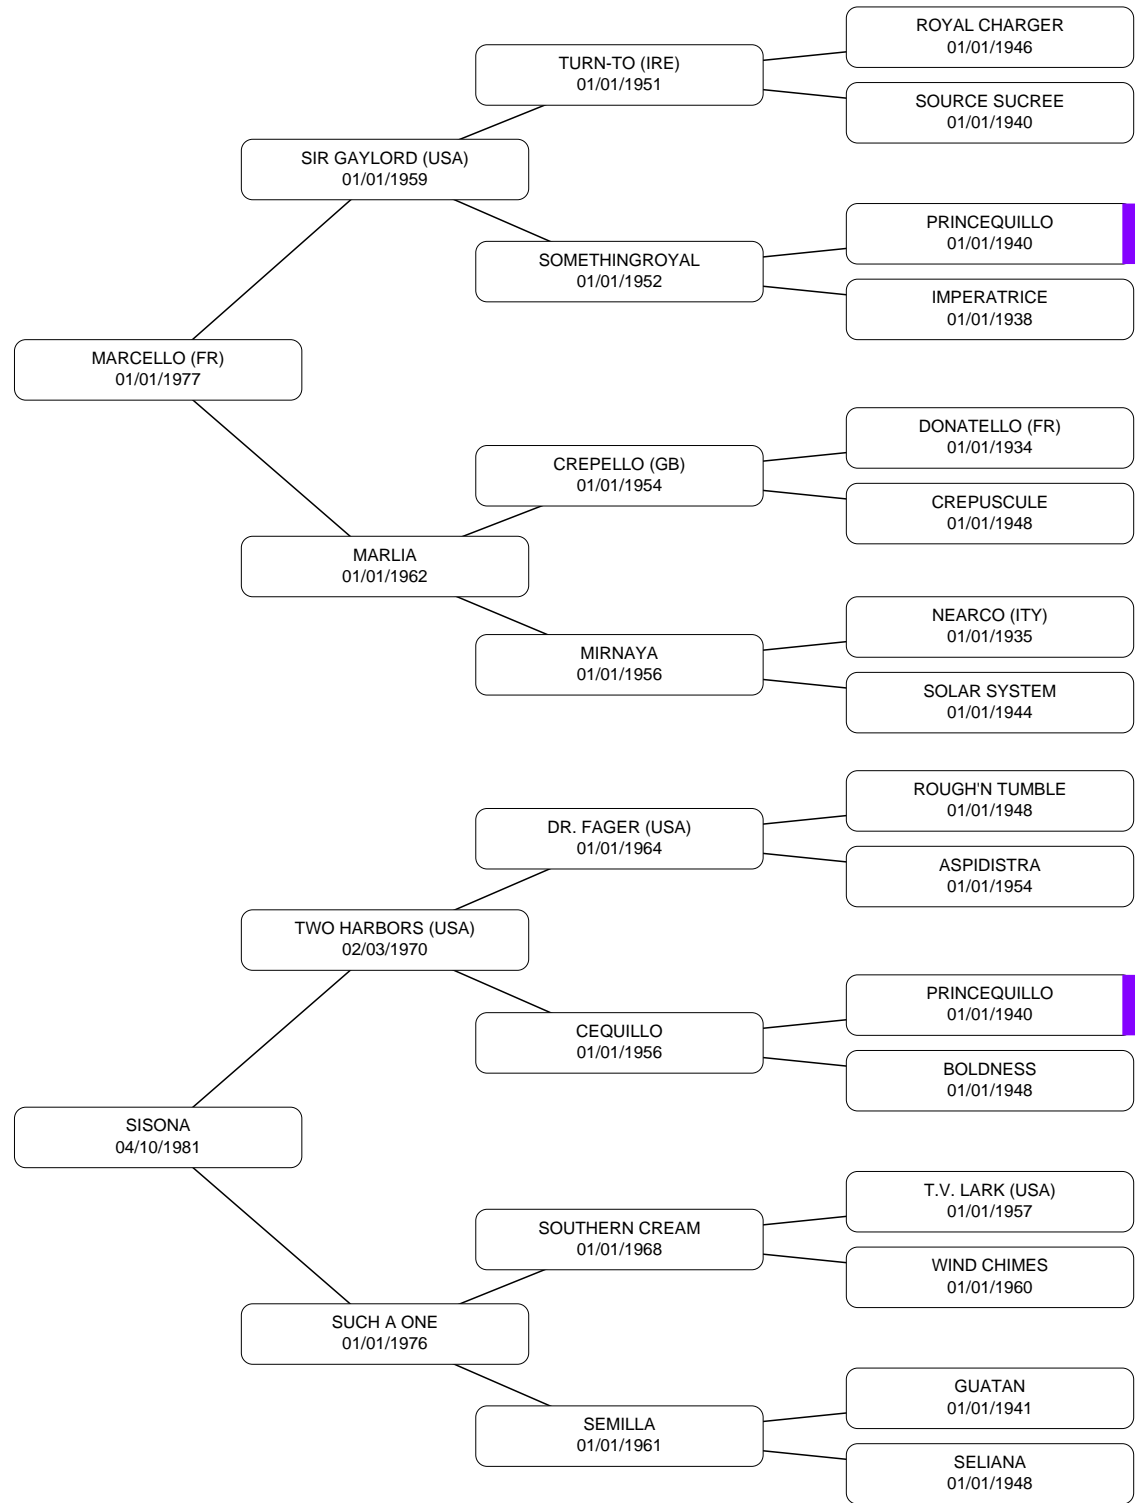 ROYAL CHARGER
01/01/1946
TURN-TO (IRE)
01/01/1951
SOURCE SUCREE
01/01/1940
SIR GAYLORD (USA)
01/01/1959
PRINCEQUILLO
01/01/1940
SOMETHINGROYAL
01/01/1952
IMPERATRICE
01/01/1938
MARCELLO (FR)
01/01/1977
DONATELLO (FR)
01/01/1934
CREPELLO (GB)
01/01/1954
CREPUSCULE
01/01/1948
MARLIA
01/01/1962
NEARCO (ITY)
01/01/1935
MIRNAYA
01/01/1956
SOLAR SYSTEM
01/01/1944
ROUGH'N TUMBLE
01/01/1948
DR. FAGER (USA)
01/01/1964
ASPIDISTRA
01/01/1954
TWO HARBORS (USA)
02/03/1970
PRINCEQUILLO
01/01/1940
CEQUILLO
01/01/1956
BOLDNESS
01/01/1948
SISONA
04/10/1981
T.V. LARK (USA)
01/01/1957
SOUTHERN CREAM
01/01/1968
WIND CHIMES
01/01/1960
SUCH A ONE
01/01/1976
GUATAN
01/01/1941
SEMILLA
01/01/1961
SELIANA
01/01/1948